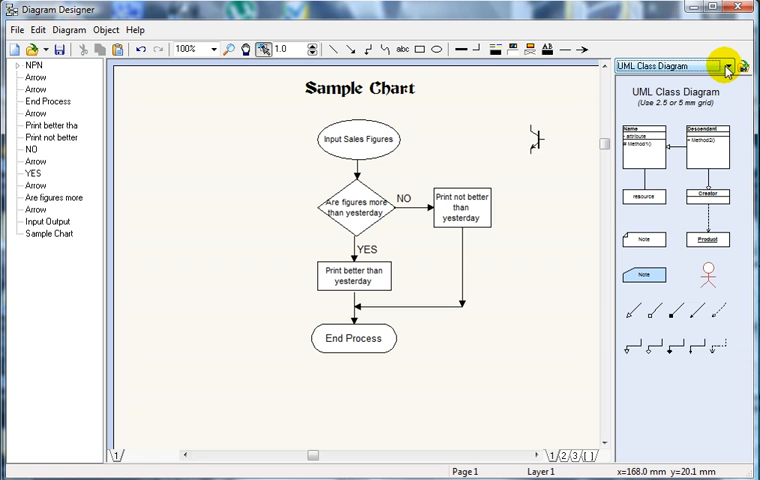 Diagram Designer
File Edit Diagram Object Help
100%
1.0
abc
AB
NPN
Arrow
Arrow
End Process
Arrow
Print better tha
Print not better
NO
Arrow
YES
Arrow
Are figures more
Arrow
Input Output
Sample Chart
Sample Chart
Input Sales Figures
Are figures more
than yesterday
NO
Print not better
than
yesterday
YES
Print better than
yesterday
End Process
UML Class Diagram
UML Class Diagram
(Use 2.5 or 5 mm grid)
Name
- attribute
# Method1()
Descendant
+ Method2()
resource
Creator
Note
Product
Note
1
1 2 3 [ ]
Page 1
Layer 1
x=168.0 mm y=20.1 mm